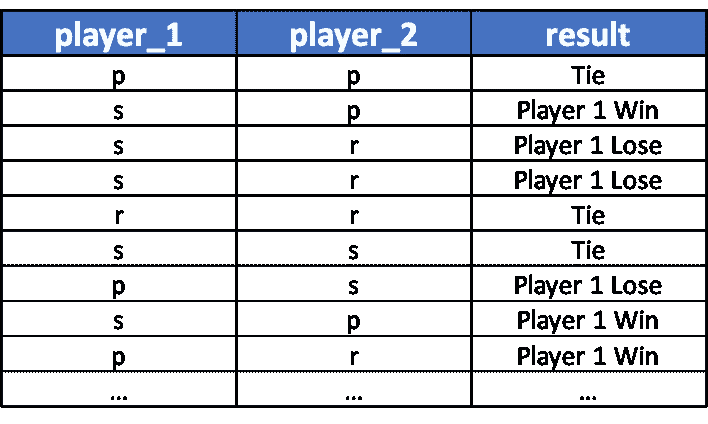 player_1 player_2 result
p p Tie
s p Player 1 Win
s r Player 1 Lose
s r Player 1 Lose
r r Tie
s s Tie
p s Player 1 Lose
s p Player 1 Win
p r Player 1 Win
... ... ...